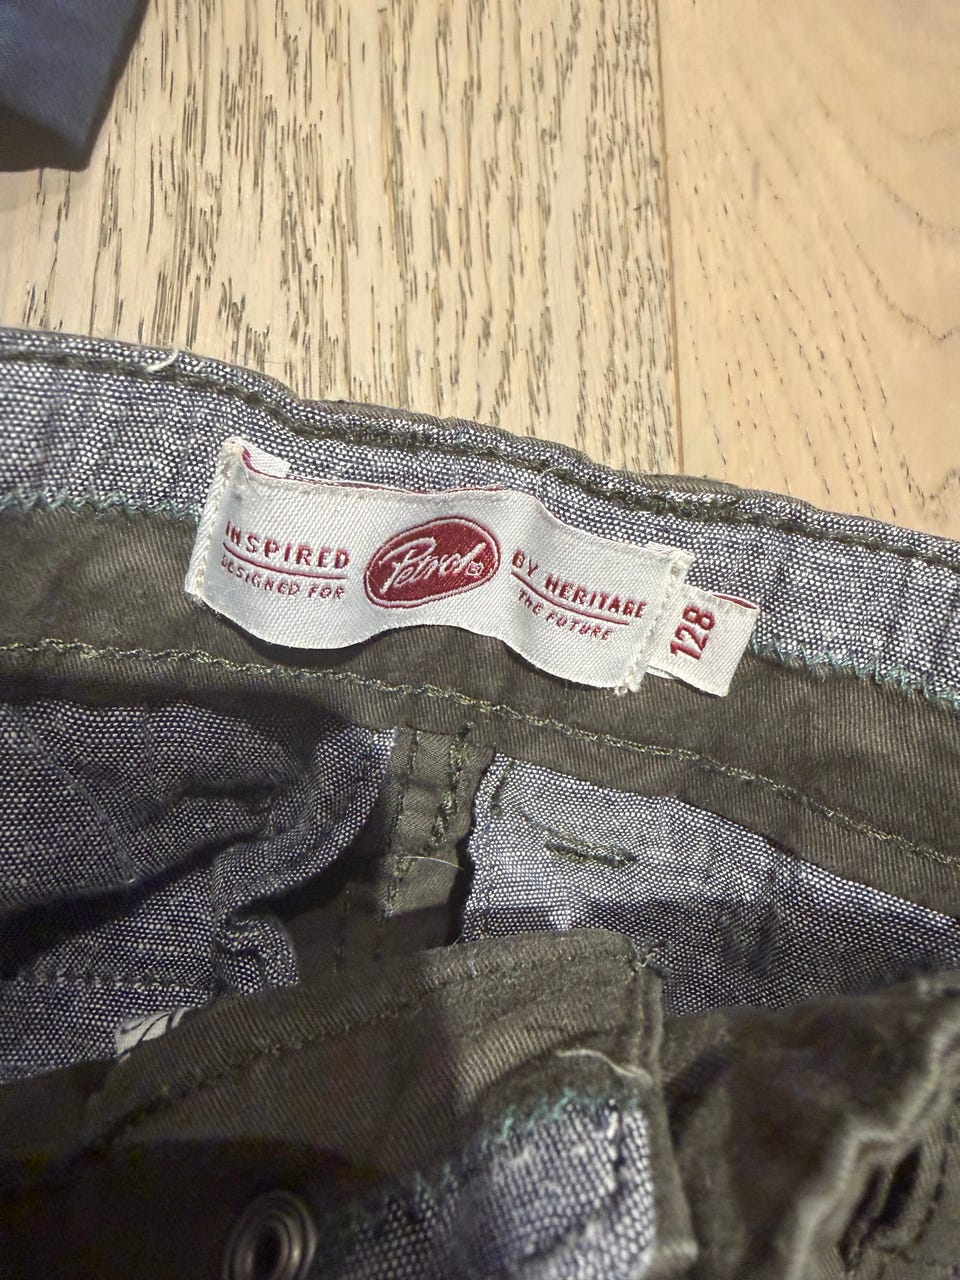 INSPIRED
DESIGNED FOR
Petrol
BY HERITAGE
THE FUTURE
128